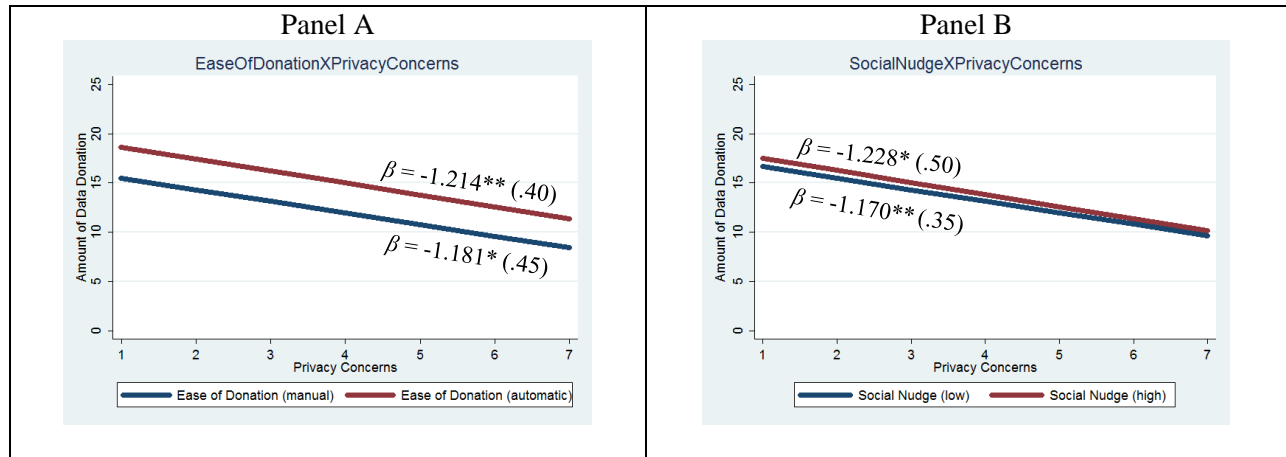 Panel A
EaseOfDonationXPrivacyConcerns
Amount of Data Donation
25
20
15
10
5
0
β = -1.214** (.40)
β = -1.181* (.45)
1 2 3 4 5 6 7
Privacy Concerns
Ease of Donation (manual) Ease of Donation (automatic)
Panel B
SocialNudgeXPrivacyConcerns
Amount of Data Donation
25
20
15
10
5
0
β = -1.228* (.50)
β = -1.170** (.35)
1 2 3 4 5 6 7
Privacy Concerns
Social Nudge (low) Social Nudge (high)